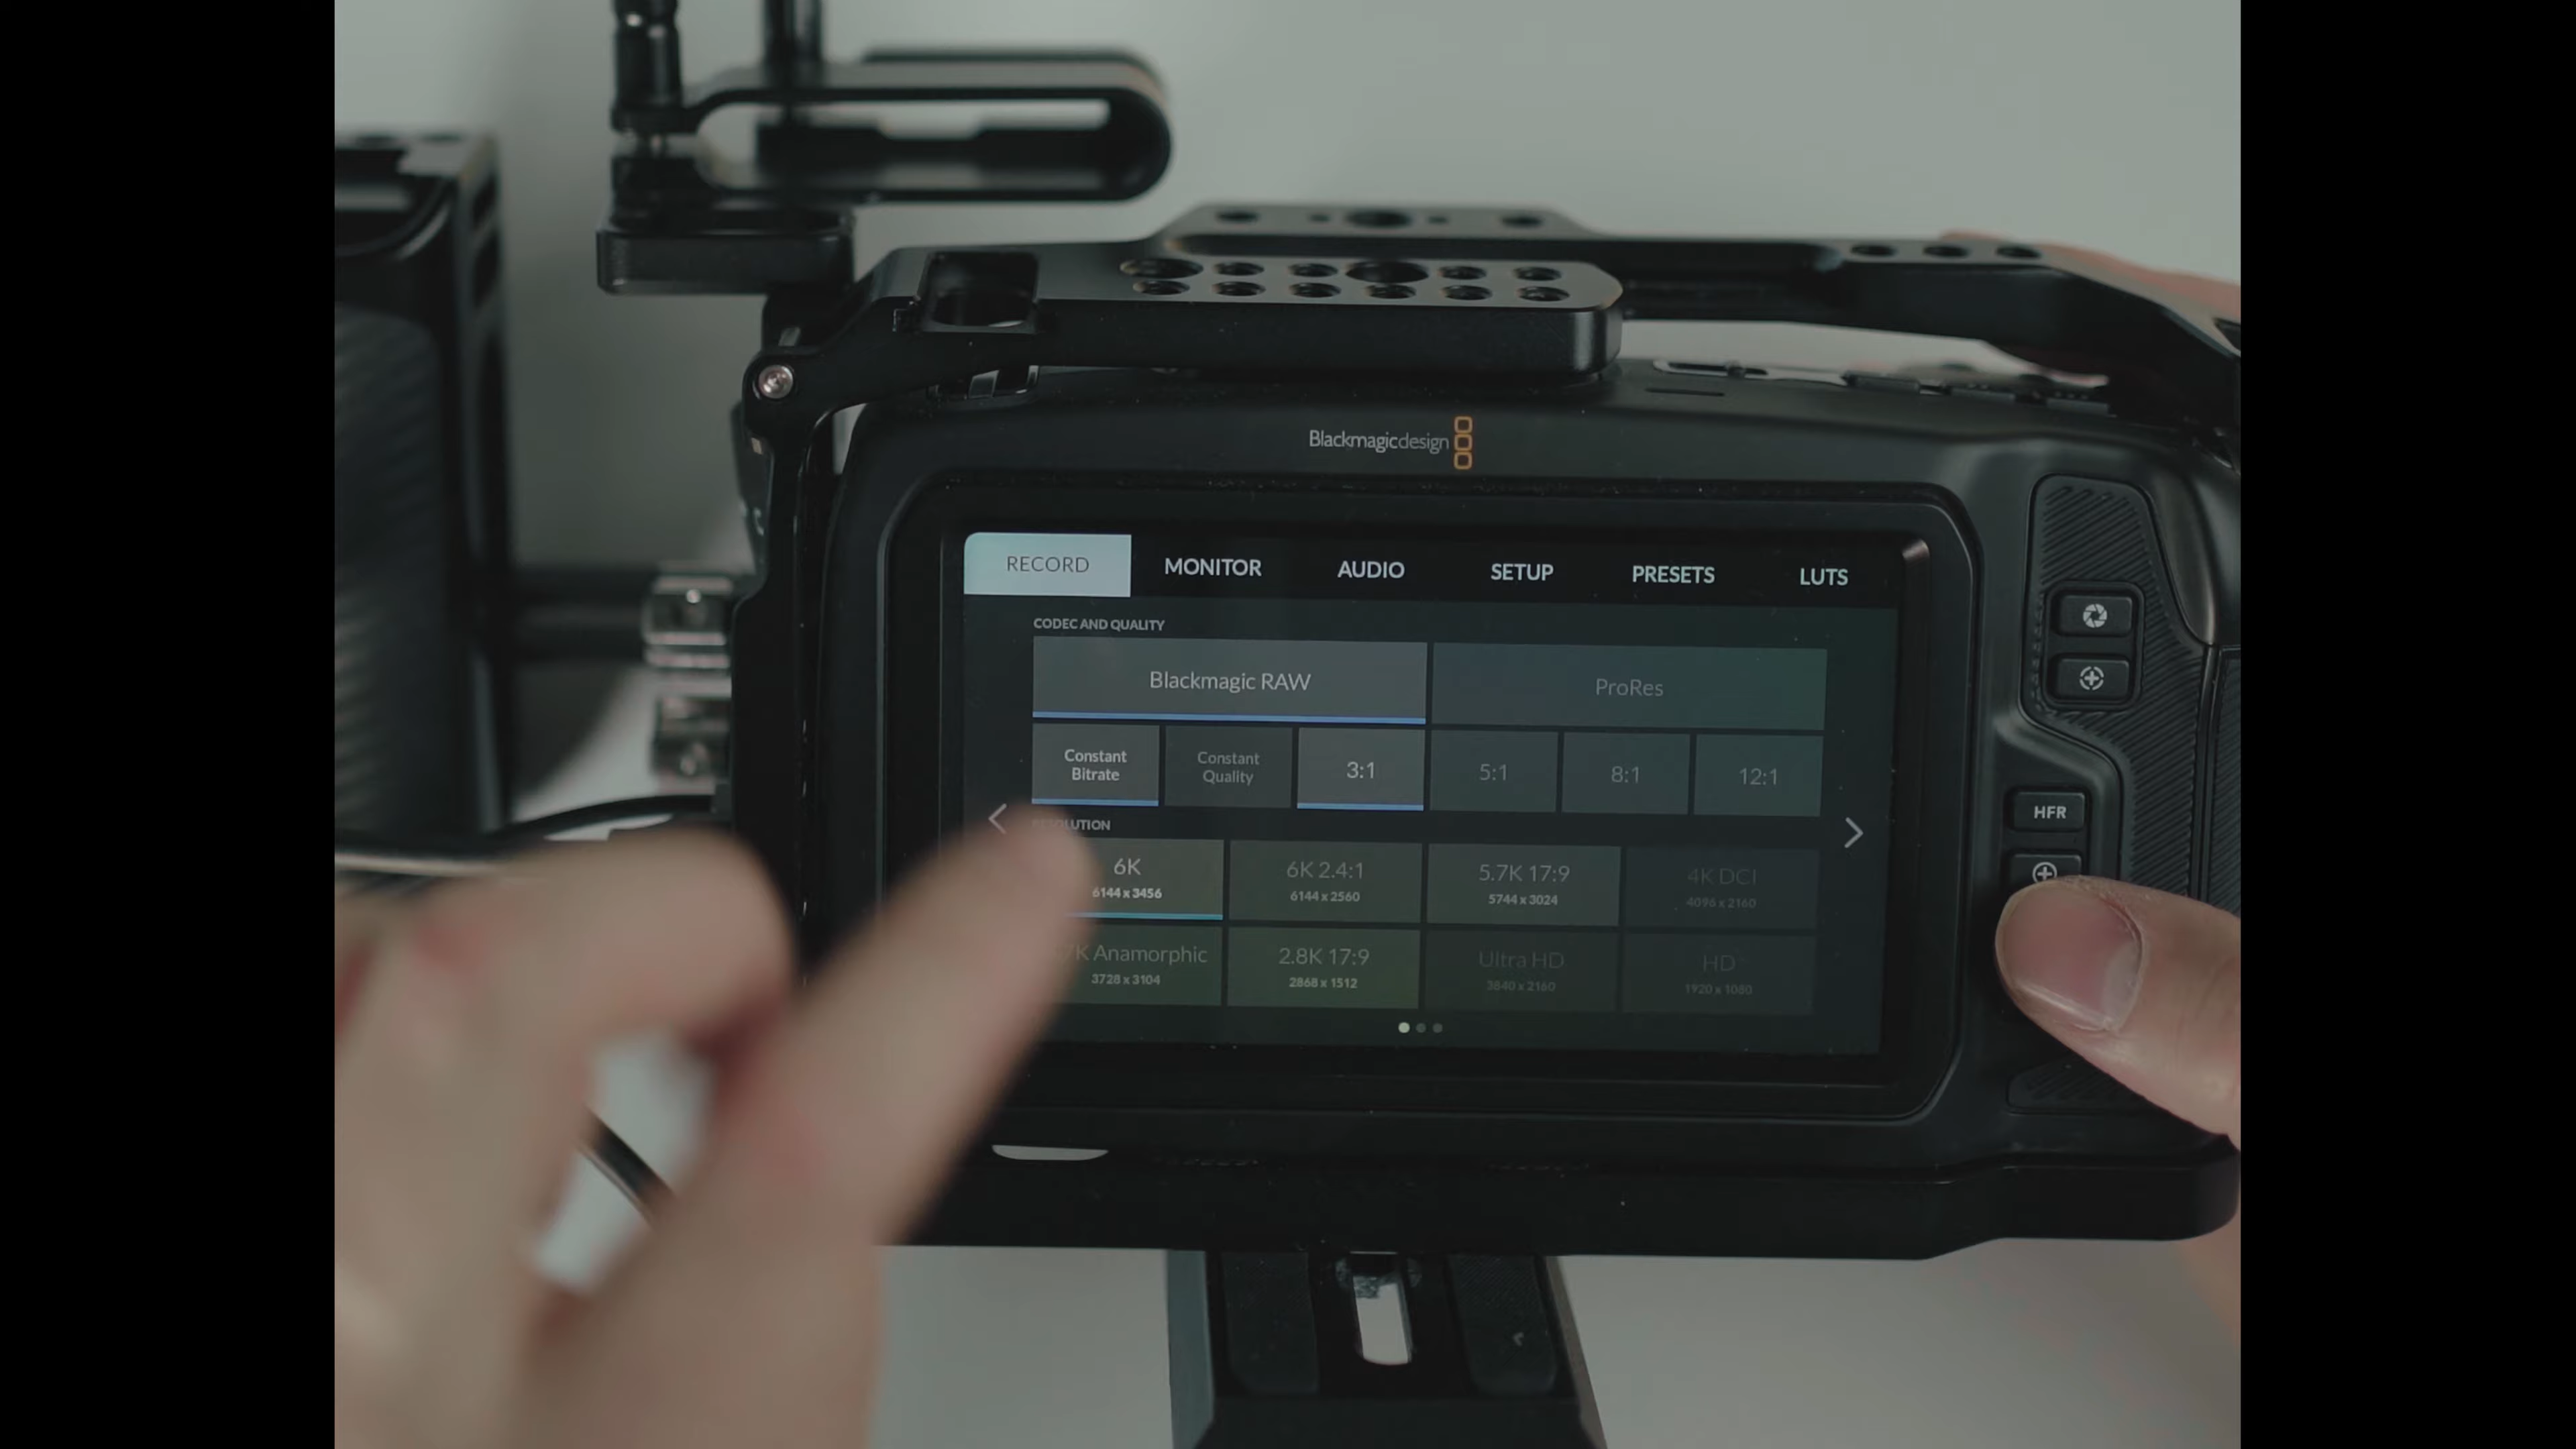 Blackmagicdesign
RECORD MONITOR AUDIO SETUP PRESETS LUTS
CODEC AND QUALITY
Blackmagic RAW ProRes
Constant Bitrate Constant Quality 3:1 5:1 8:1 12:1
HFR
6K 6K 2.4:1 5.7K 17:9 4K DCI
6144 x 3456 6144 x 2560 5744 x 3024 4096 x 2160
Anamorphic 2.8K 17:9 Ultra HD HD
3728 x 3104 2868 x 1512 3840 x 2160 1920 x 1080